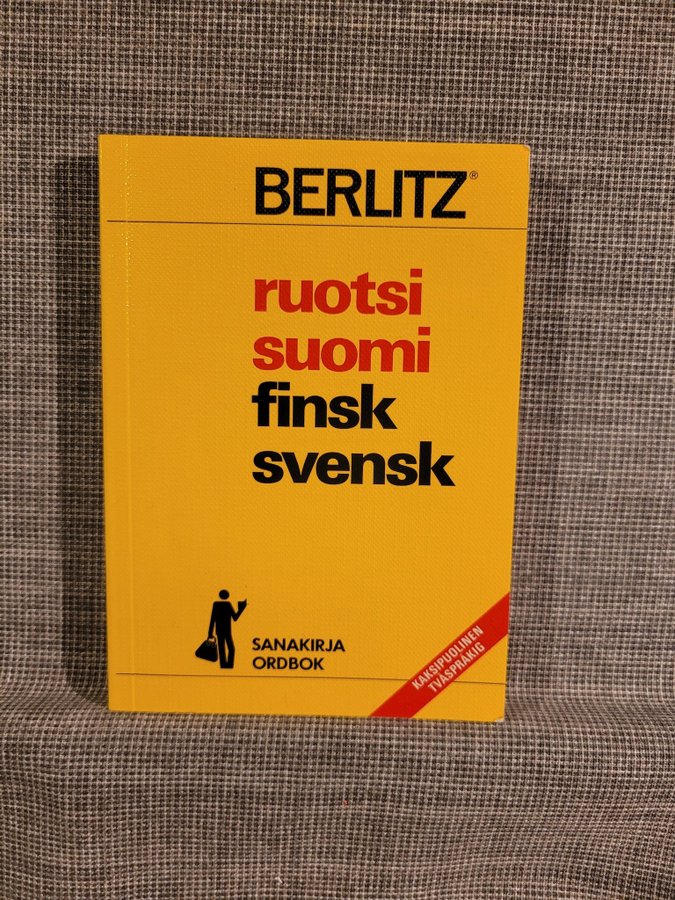 BERLITZ®
ruotsi
suomi
finsk
svensk
SANAKIRJA
ORDBOK
KAKSIPUOLINEN
TVÅSPRÅKIG